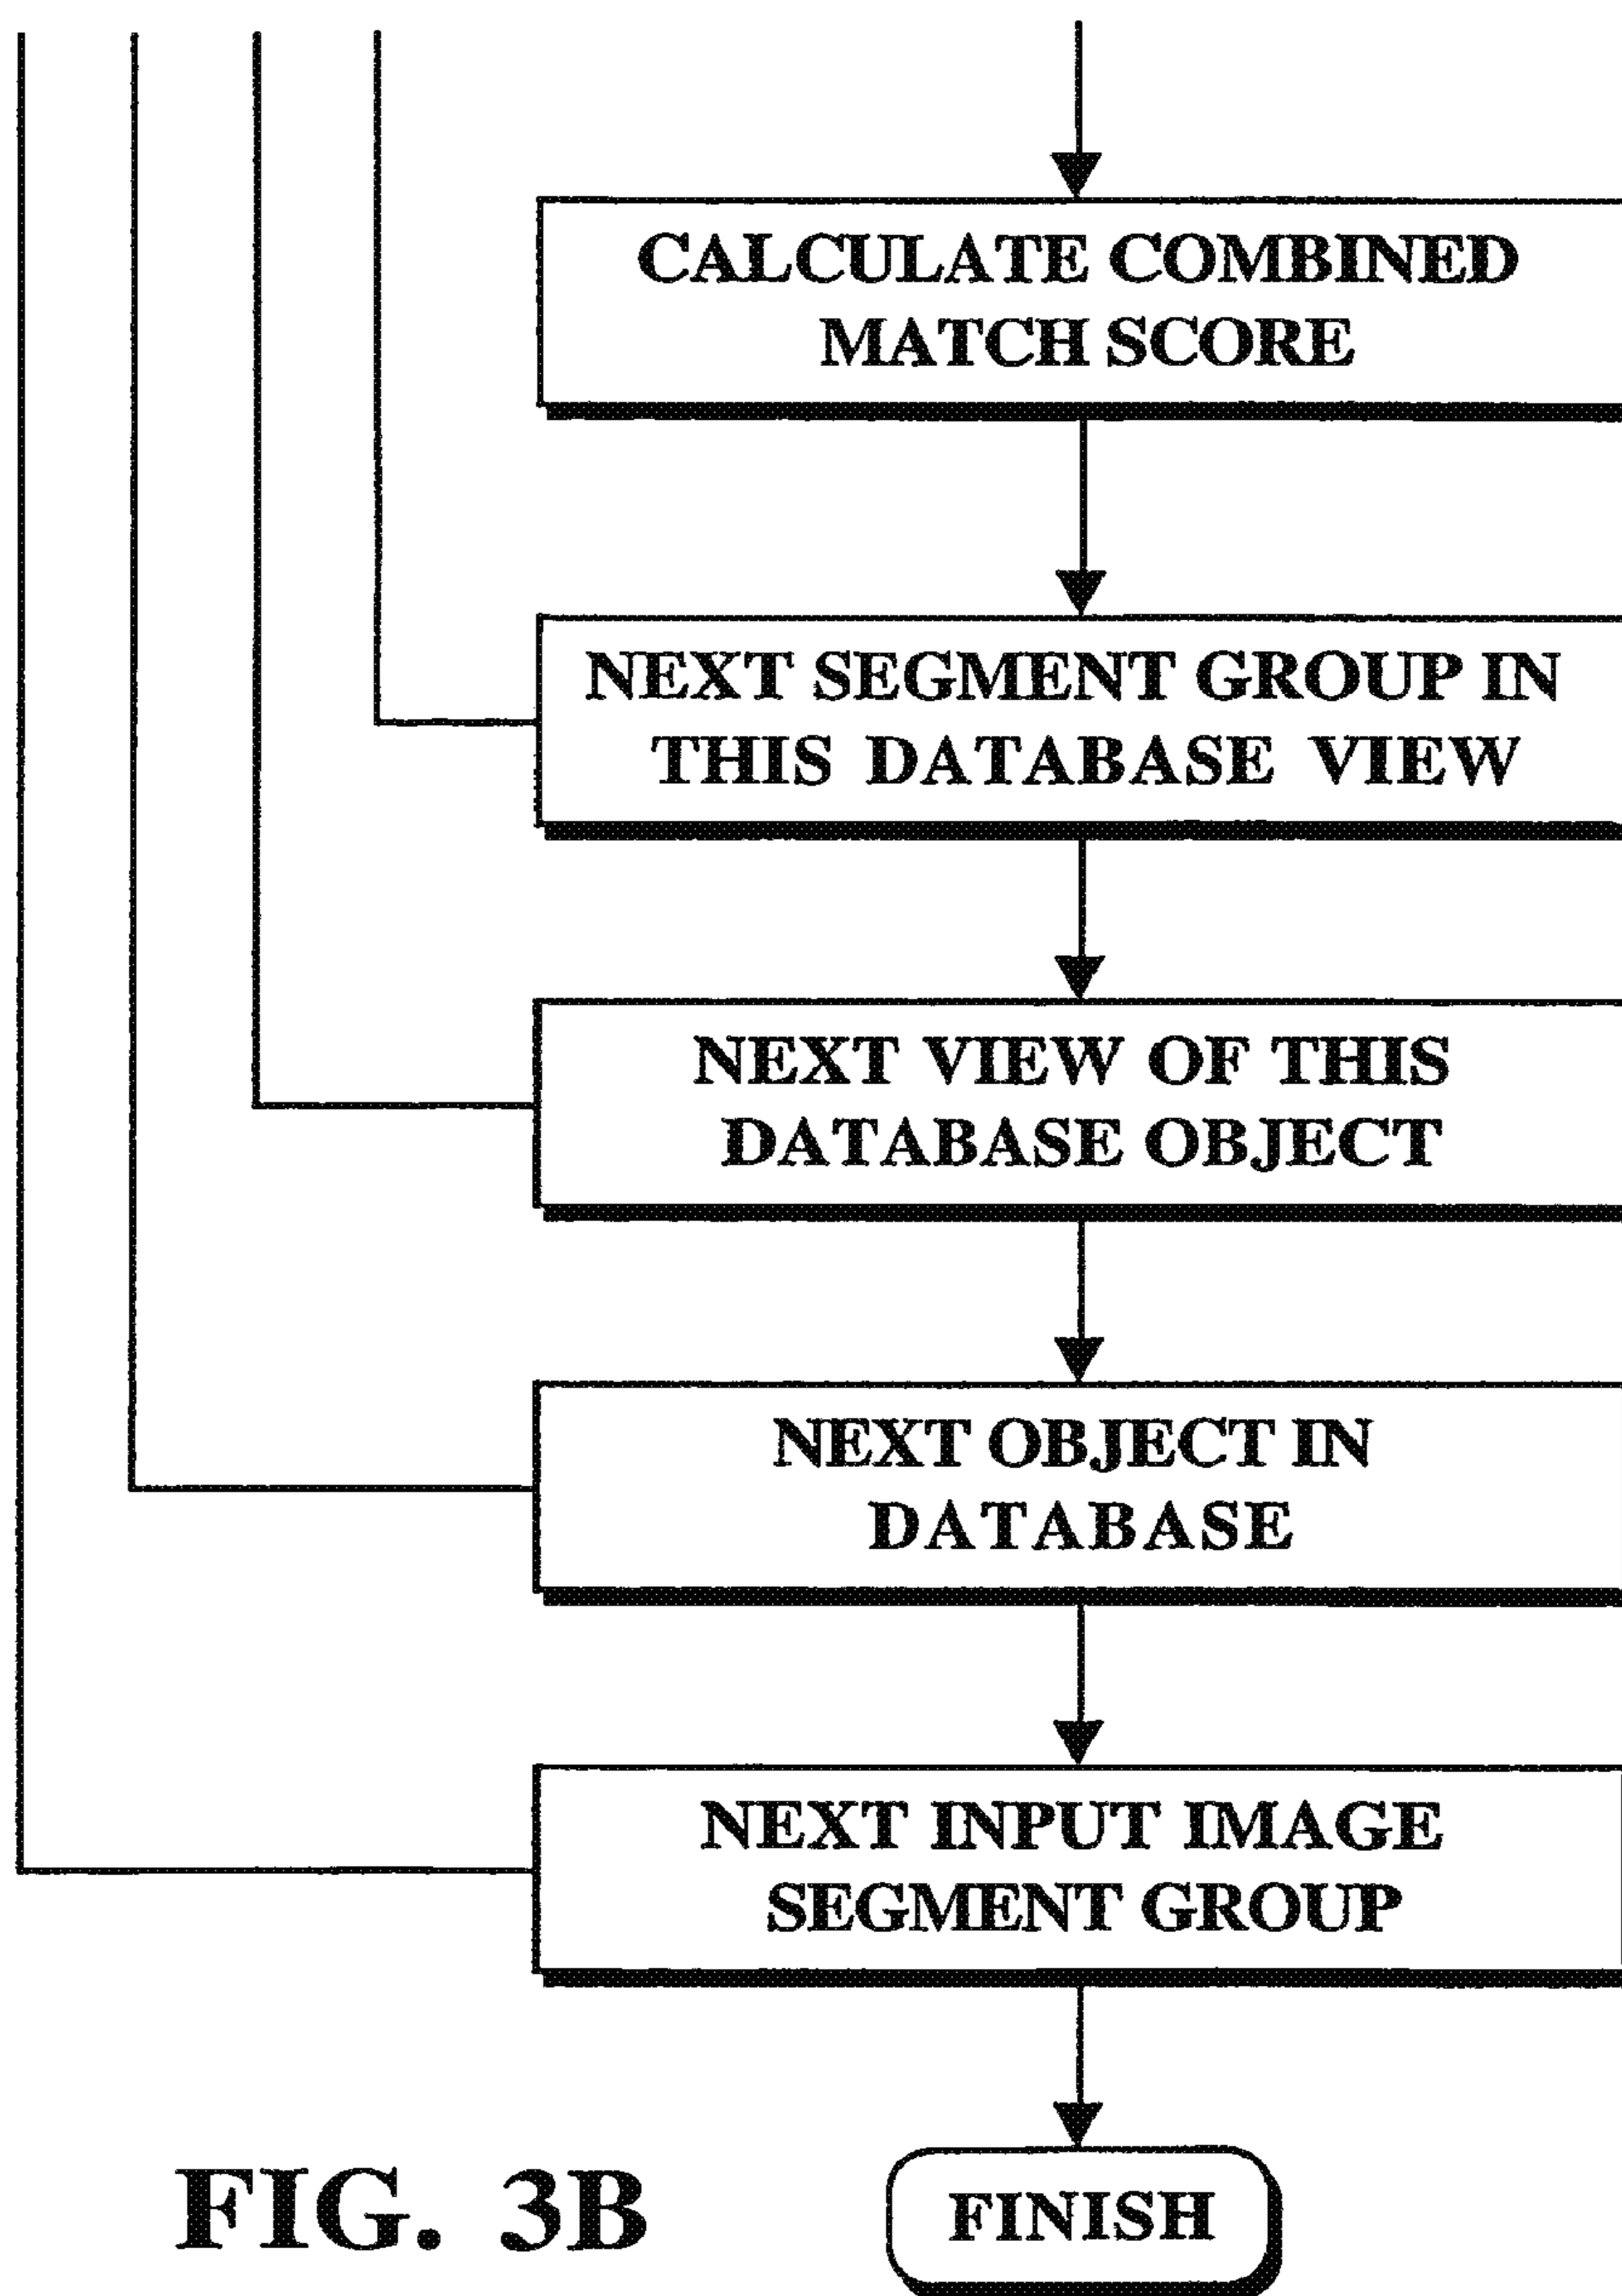 CALCULATE COMBINED
MATCH SCORE
NEXT SEGMENT GROUP IN
THIS DATABASE VIEW
NEXT VIEW OF THIS
DATABASE OBJECT
NEXT OBJECT IN
DATABASE
NEXT INPUT IMAGE
SEGMENT GROUP
FINISH
FIG. 3B